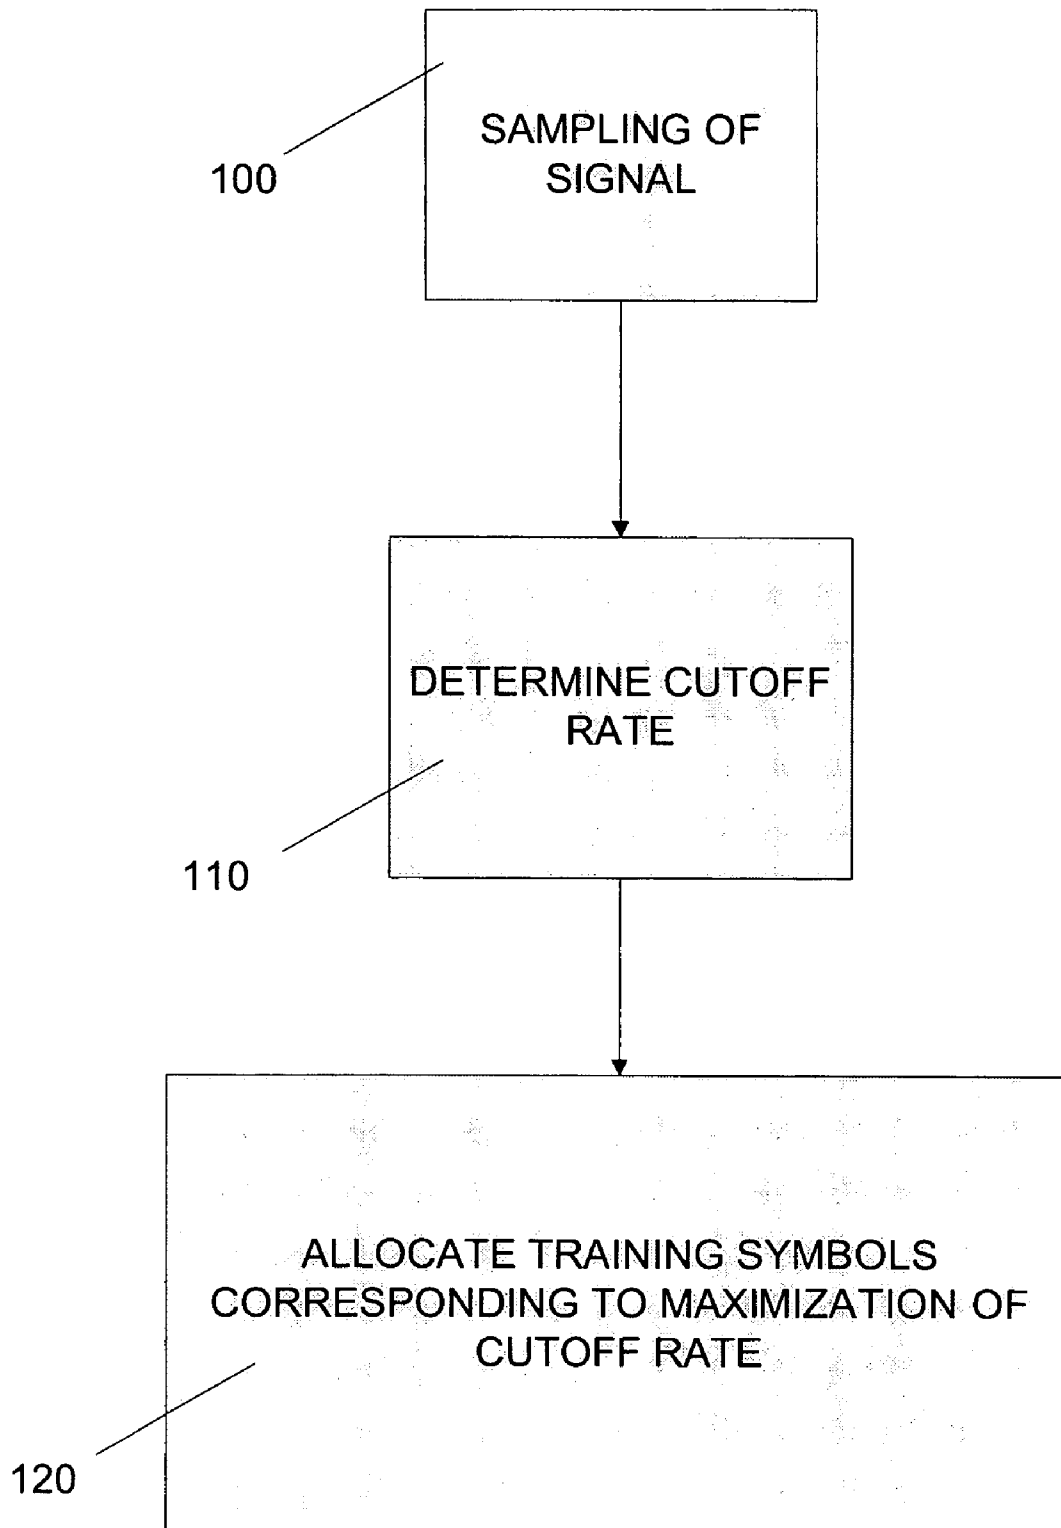 SAMPLING OF
SIGNAL
100
DETERMINE CUTOFF
RATE
110
ALLOCATE TRAINING SYMBOLS
CORRESPONDING TO MAXIMIZATION OF
CUTOFF RATE
120